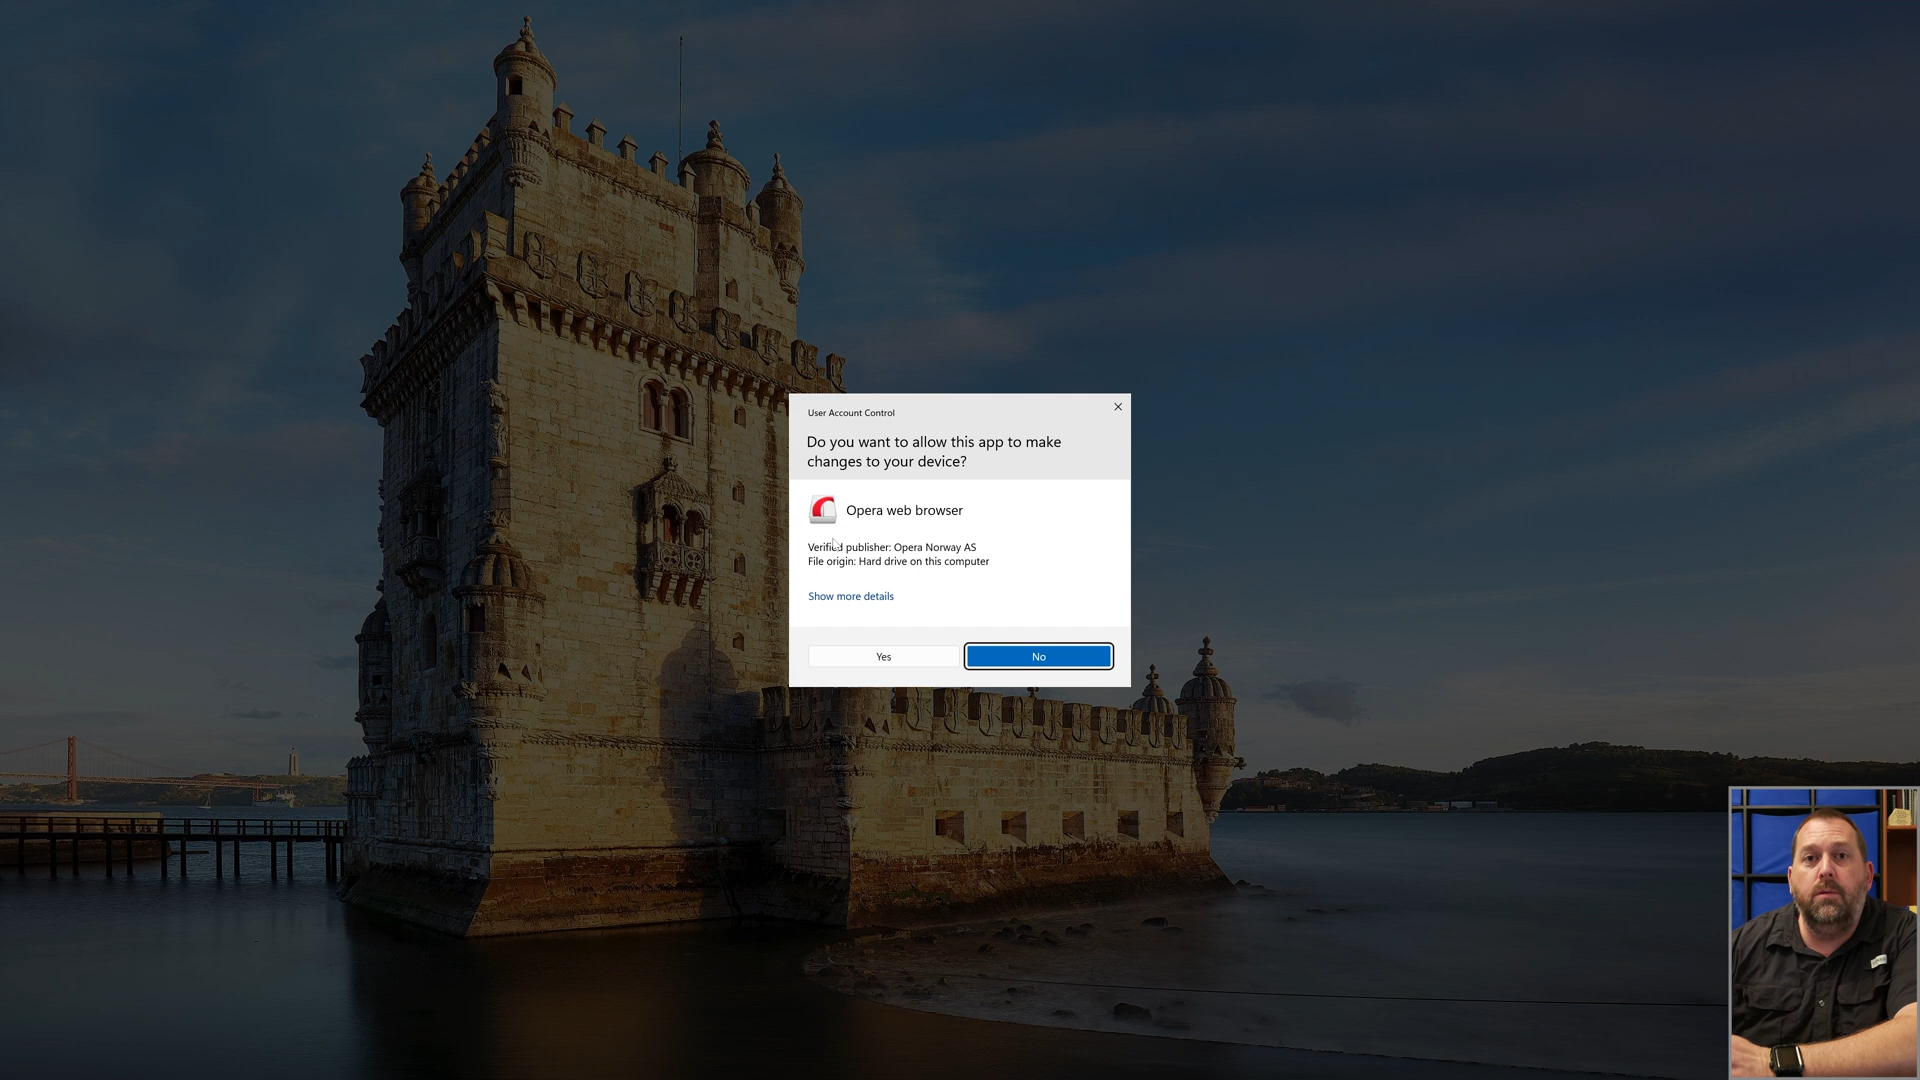 User Account Control
Do you want to allow this app to make
changes to your device?
Opera web browser
Verified publisher: Opera Norway AS
File origin: Hard drive on this computer
Show more details
Yes
No